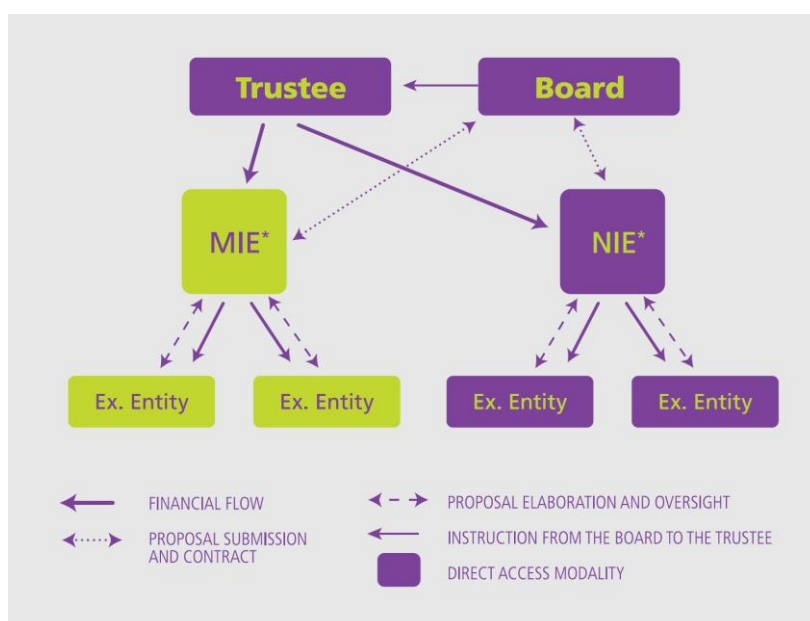 Trustee
Board
MIE*
NIE*
Ex. Entity
Ex. Entity
Ex. Entity
Ex. Entity
FINANCIAL FLOW
PROPOSAL SUBMISSION
AND CONTRACT
PROPOSAL ELABORATION AND OVERSIGHT
INSTRUCTION FROM THE BOARD TO THE TRUSTEE
DIRECT ACCESS MODALITY